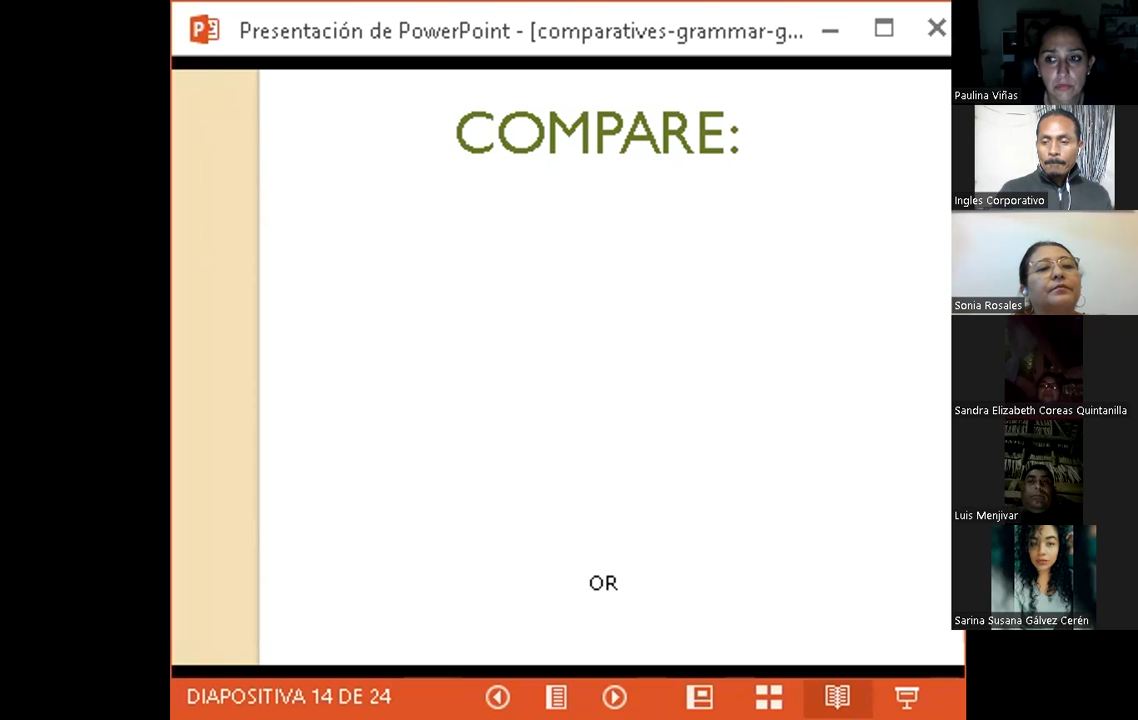 Presentación de PowerPoint - [comparatives-grammar-g...
COMPARE:
OR
DIAPOSITIVA 14 DE 24
Paulina Viñas
Ingles Corporativo
Sonia Rosales
Sandra Elizabeth Coreas Quintanilla
Luis Menjivar
Sarina Susana Gálvez Cerén